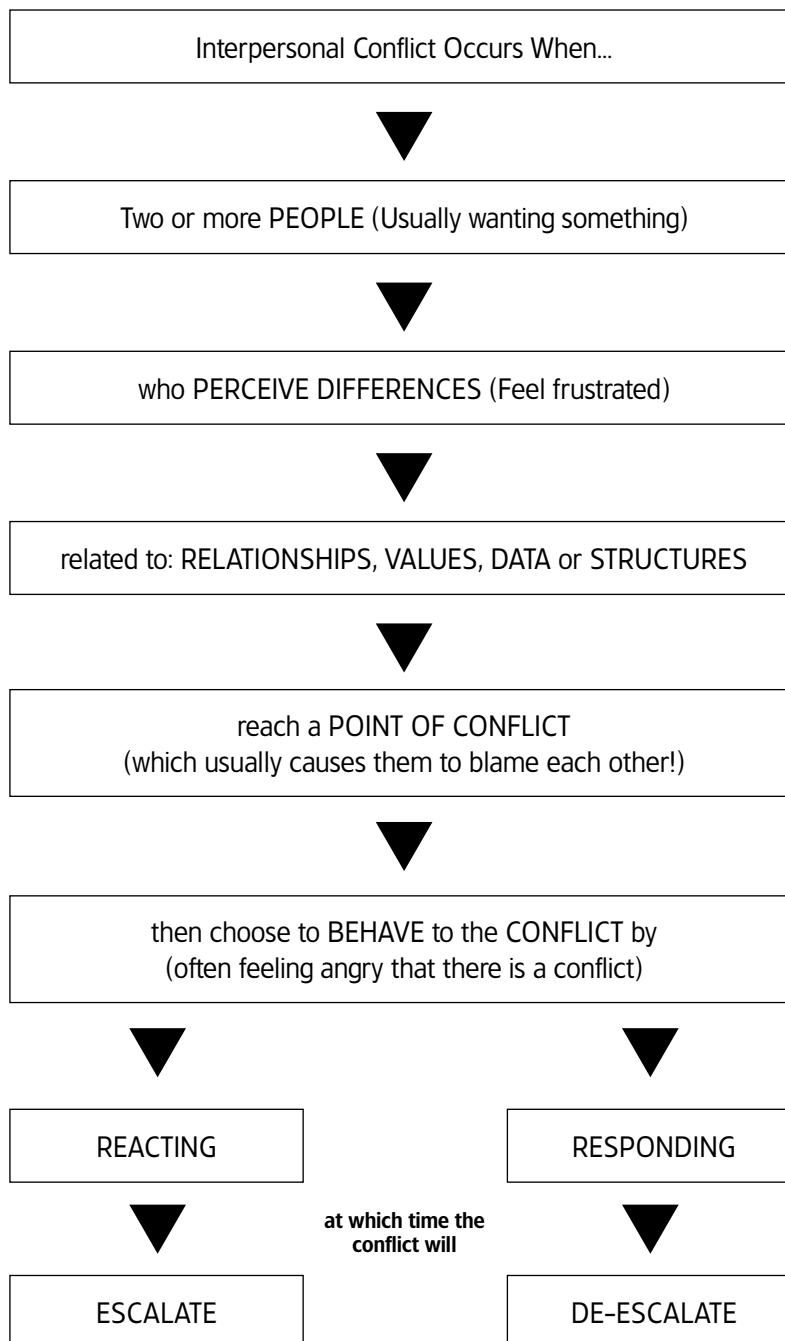 Interpersonal Conflict Occurs When...
Two or more PEOPLE (Usually wanting something)
who PERCEIVE DIFFERENCES (Feel frustrated)
related to: RELATIONSHIPS, VALUES, DATA or STRUCTURES
reach a POINT OF CONFLICT
(which usually causes them to blame each other!)
then choose to BEHAVE to the CONFLICT by
(often feeling angry that there is a conflict)
REACTING
RESPONDING
at which time the
conflict will
ESCALATE
DE-ESCALATE